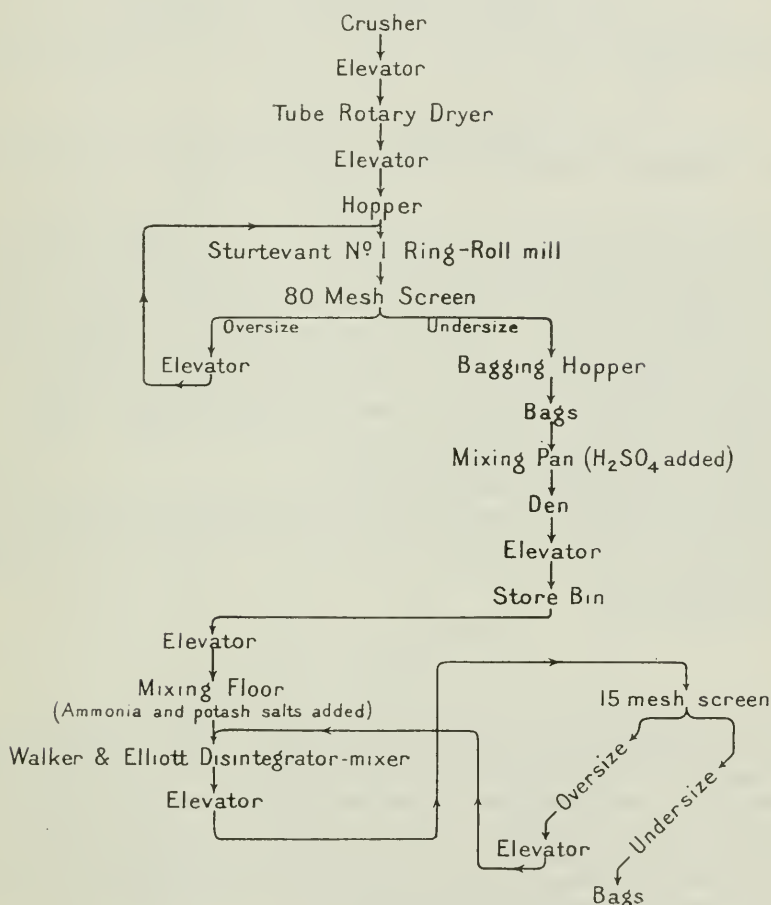 Crusher
Elevator
Tube Rotary Dryer
Elevator
Hopper
Sturtevant Nº 1 Ring-Roll mill
80 Mesh Screen
Oversize
Undersize
Elevator
Bagging Hopper
Bags
Mixing Pan (H₂SO₄ added)
Den
Elevator
Store Bin
Elevator
Mixing Floor
(Ammonia and potash salts added)
Walker & Elliott Disintegrator-mixer
Elevator
15 mesh screen
Oversize
Undersize
Elevator
Bags